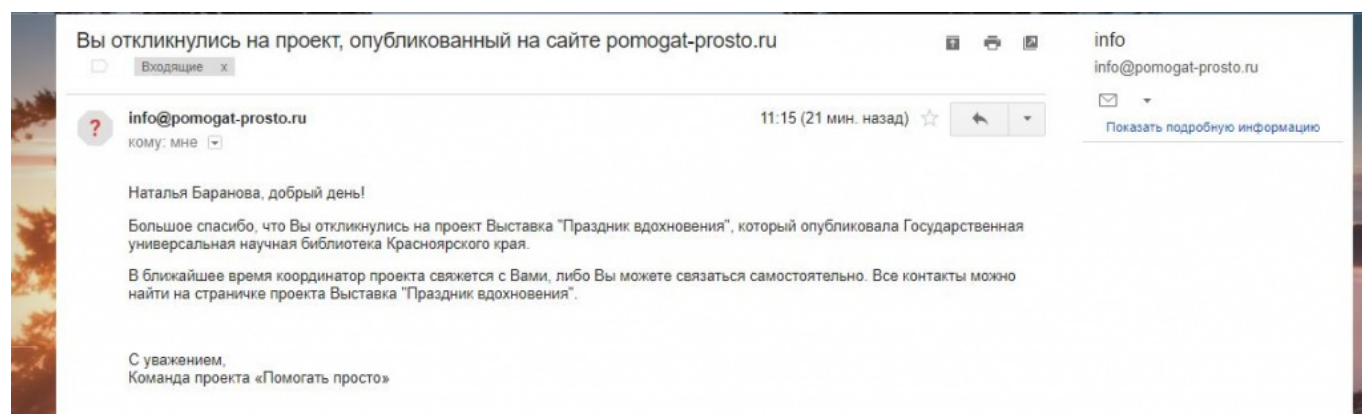 Вы откликнулись на проект, опубликованный на сайте pomogat-prosto.ru
Входящие x
info@pomogat-prosto.ru
11:15 (21 мин. назад)
кому: мне
Наталья Баранова, добрый день!
Большое спасибо, что Вы откликнулись на проект Выставка "Праздник вдохновения", который опубликовала Государственная
универсальная научная библиотека Красноярского края.
В ближайшее время координатор проекта свяжется с Вами, либо Вы можете связаться самостоятельно. Все контакты можно
найти на страничке проекта Выставка "Праздник вдохновения".
С уважением,
Команда проекта «Помогать просто»
info
info@pomogat-prosto.ru
Показать подробную информацию